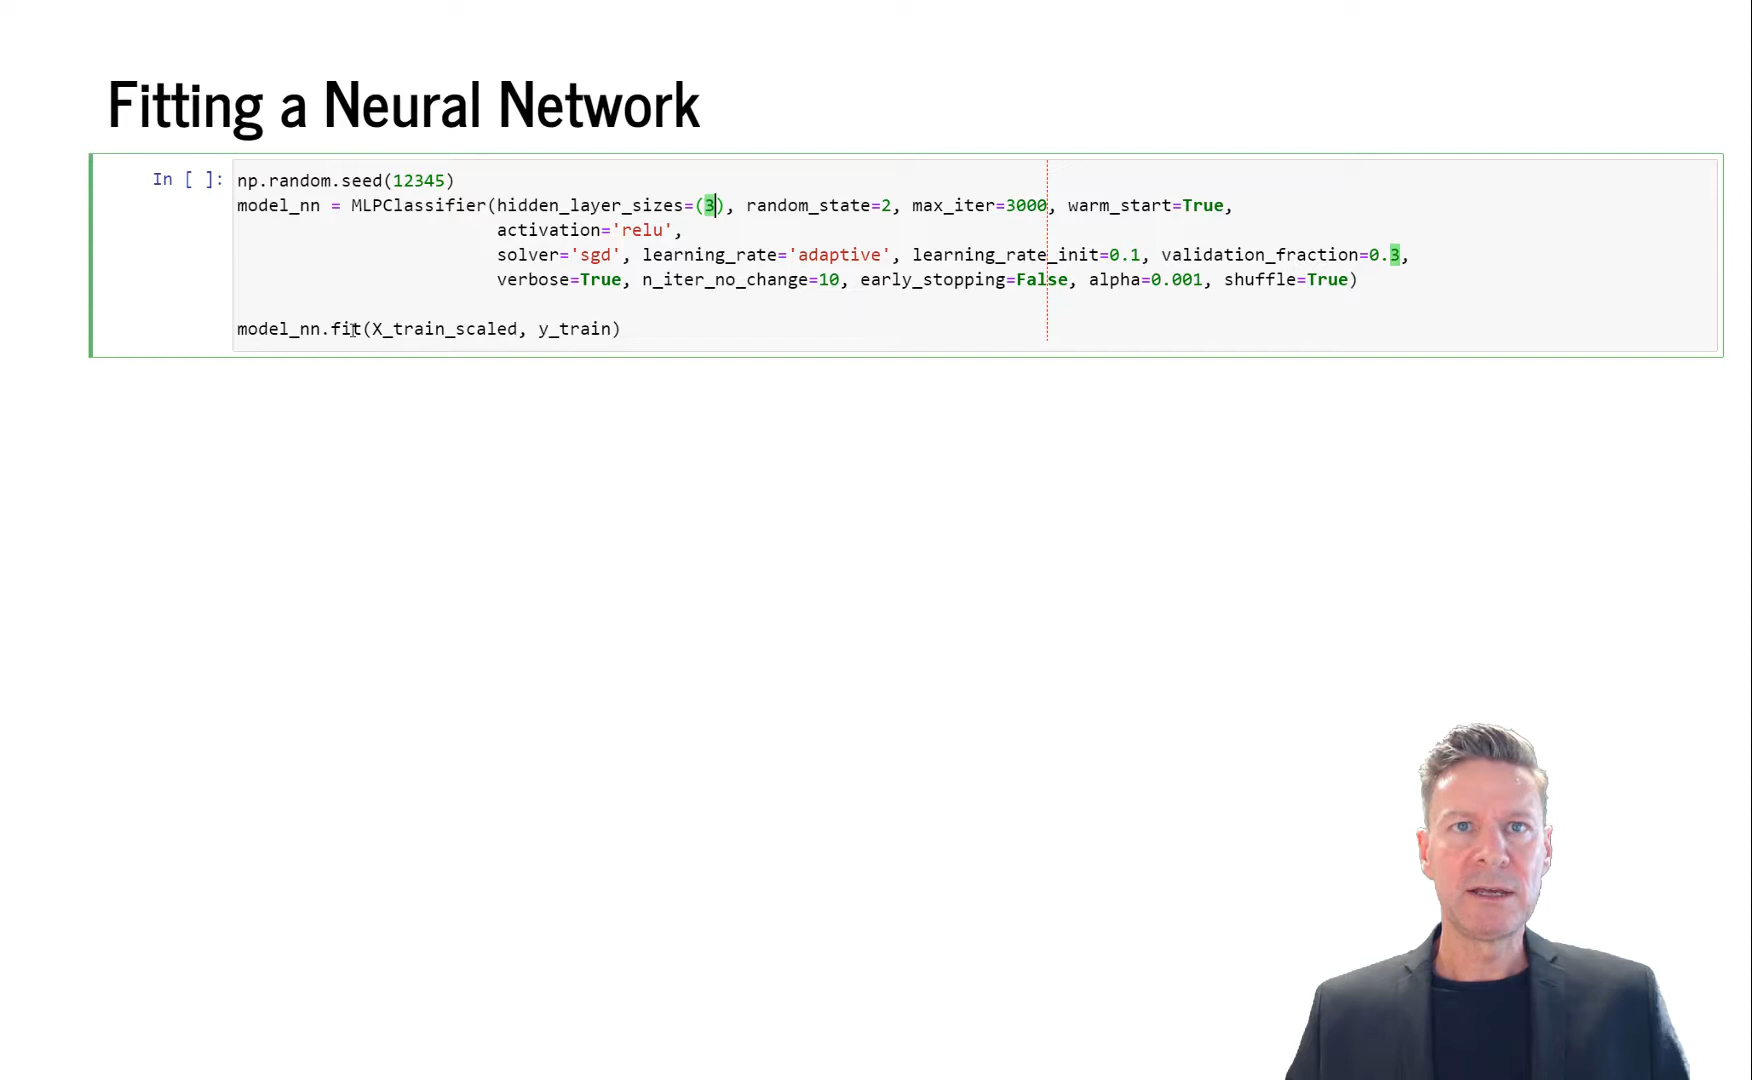 Fitting a Neural Network
In [ ]:
np.random.seed(12345)
model_nn = MLPClassifier(hidden_layer_sizes=(3), random_state=2, max_iter=3000, warm_start=True,
activation='relu',
solver='sgd', learning_rate='adaptive', learning_rate_init=0.1, validation_fraction=0.3,
verbose=True, n_iter_no_change=10, early_stopping=False, alpha=0.001, shuffle=True)
model_nn.fit(X_train_scaled, y_train)